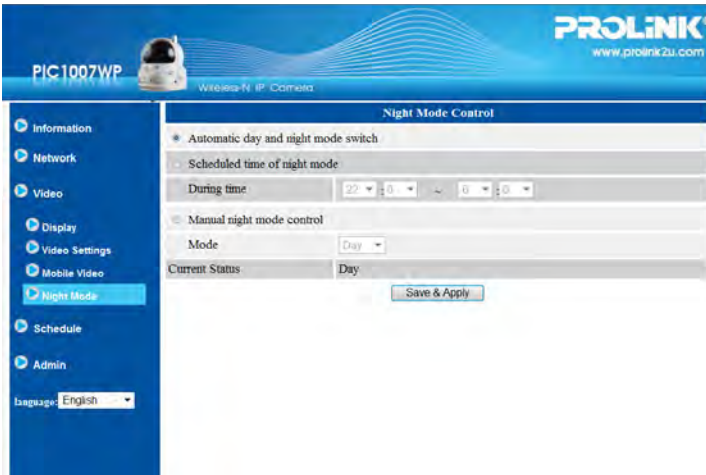 PROLiNK®
www.prolink2u.com
PIC1007WP
Wireless-N IP Camera
Information
Network
Video
Display
Video Settings
Mobile Video
Night Mode
Schedule
Admin
language: English
Night Mode Control
Automatic day and night mode switch
Scheduled time of night mode
During time 22 : 0 ~ 6 : 0
Manual night mode control
Mode Day
Current Status Day
Save & Apply